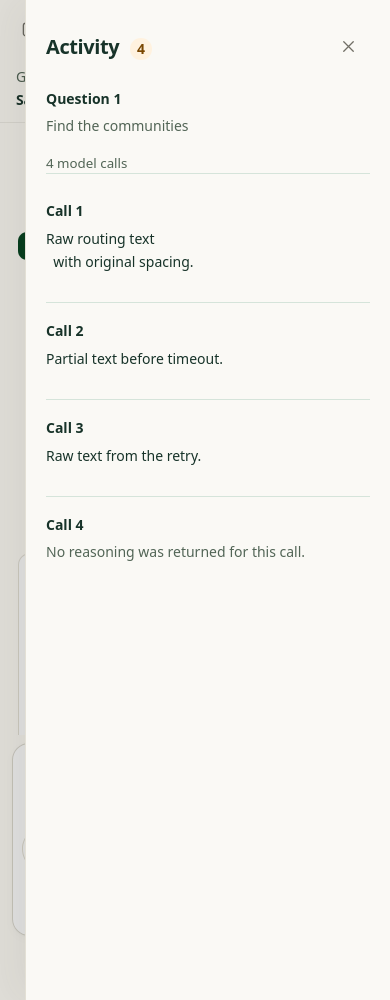 Activity 4
Question 1
Find the communities
4 model calls
Call 1
Raw routing text
  with original spacing.
Call 2
Partial text before timeout.
Call 3
Raw text from the retry.
Call 4
No reasoning was returned for this call.